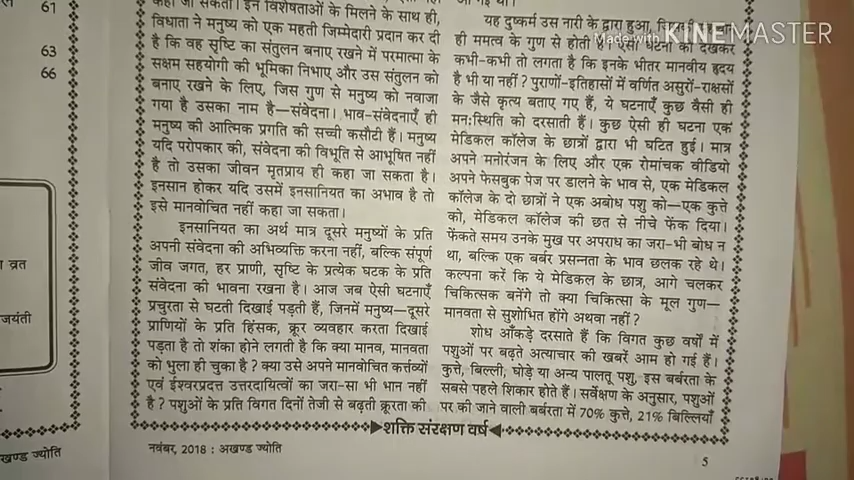 61
63
66
व्रत
जयंती
खण्ड ज्योति
कहा जा सकता। इन विशेषताओं के मिलने के साथ ही,
विधाता ने मनुष्य को एक महती जिम्मेदारी प्रदान कर दी
है कि वह सृष्टि का संतुलन बनाए रखने में परमात्मा के
सक्षम सहयोगी की भूमिका निभाए और उस संतुलन को
बनाए रखने के लिए, जिस गुण से मनुष्य को नवाजा
गया है उसका नाम है—संवेदना। भाव-संवेदनाएँ ही
मनुष्य की आत्मिक प्रगति की सच्ची कसौटी हैं। मनुष्य
यदि परोपकार की, संवेदना की विभूति से आभूषित नहीं
है तो उसका जीवन मृतप्राय ही कहा जा सकता है।
इनसान होकर यदि उसमें इनसानियत का अभाव है तो
इसे मानवोचित नहीं कहा जा सकता।
इनसानियत का अर्थ मात्र दूसरे मनुष्यों के प्रति
अपनी संवेदना की अभिव्यक्ति करना नहीं, बल्कि संपूर्ण
जीव जगत, हर प्राणी, सृष्टि के प्रत्येक घटक के प्रति
संवेदना की भावना रखना है। आज जब ऐसी घटनाएँ
प्रचुरता से घटती दिखाई पड़ती हैं, जिनमें मनुष्य—दूसरे
प्राणियों के प्रति हिंसक, क्रूर व्यवहार करता दिखाई
पड़ता है तो शंका होने लगती है कि क्या मानव, मानवता
को भुला ही चुका है? क्या उसे अपने मानवोचित कर्त्तव्यों
एवं ईश्वरप्रदत्त उत्तरदायित्वों का जरा-सा भी भान नहीं
है? पशुओं के प्रति विगत दिनों तेजी से बढ़ती क्रूरता की
यह दुष्कर्म उस नारी के द्वारा हुआ,
ही ममत्व के गुण से होती है। ऐसी घटना को देखकर
कभी-कभी तो लगता है कि इनके भीतर मानवीय हृदय
है भी या नहीं? पुराणों-इतिहासों में वर्णित असुरों-राक्षसों
के जैसे कृत्य बताए गए हैं, ये घटनाएँ कुछ वैसी ही
मन:स्थिति को दरसाती हैं। कुछ ऐसी ही घटना एक
मेडिकल कॉलेज के छात्रों द्वारा भी घटित हुई। मात्र
अपने मनोरंजन के लिए और एक रोमांचक वीडियो
अपने फेसबुक पेज पर डालने के भाव से, एक मेडिकल
कॉलेज के दो छात्रों ने एक अबोध पशु को—एक कुत्ते
को, मेडिकल कॉलेज की छत से नीचे फेंक दिया।
फेंकते समय उनके मुख पर अपराध का जरा-भी बोध न
था, बल्कि एक बर्बर प्रसन्नता के भाव छलक रहे थे।
कल्पना करें कि ये मेडिकल के छात्र, आगे चलकर
चिकित्सक बनेंगे तो क्या चिकित्सा के मूल गुण—
मानवता से सुशोभित होंगे अथवा नहीं?
शोध आँकड़े दरसाते हैं कि विगत कुछ वर्षों में
पशुओं पर बढ़ते अत्याचार की खबरें आम हो गई हैं।
कुत्ते, बिल्ली, घोड़े या अन्य पालतू पशु, इस बर्बरता के
सबसे पहले शिकार होते हैं। सर्वेक्षण के अनुसार, पशुओं
पर की जाने वाली बर्बरता में 70% कुत्ते, 21% बिल्लियाँ
▶शक्ति संरक्षण वर्ष◀
नवंबर, 2018 : अखण्ड ज्योति
5
Made with KINEMASTER